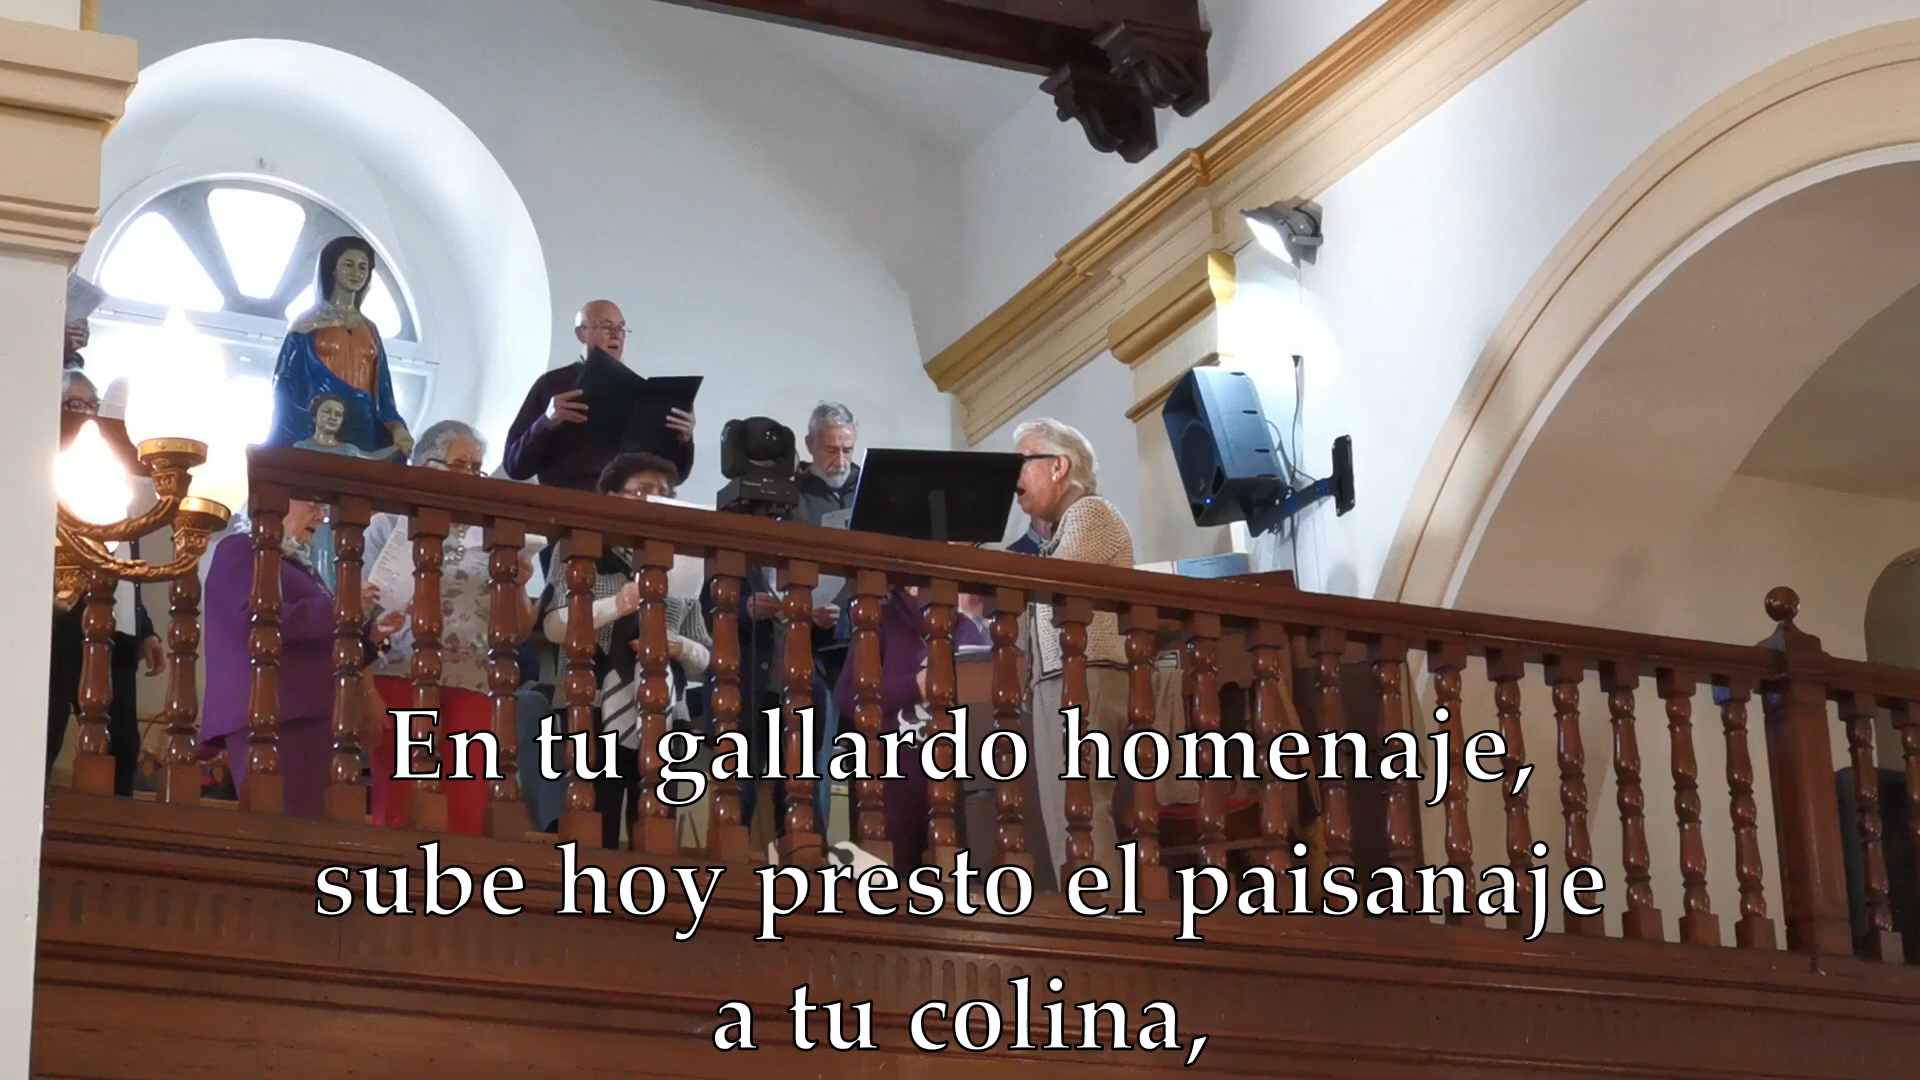 En tu gallardo homenaje,
sube hoy presto el paisanaje
a tu colina,